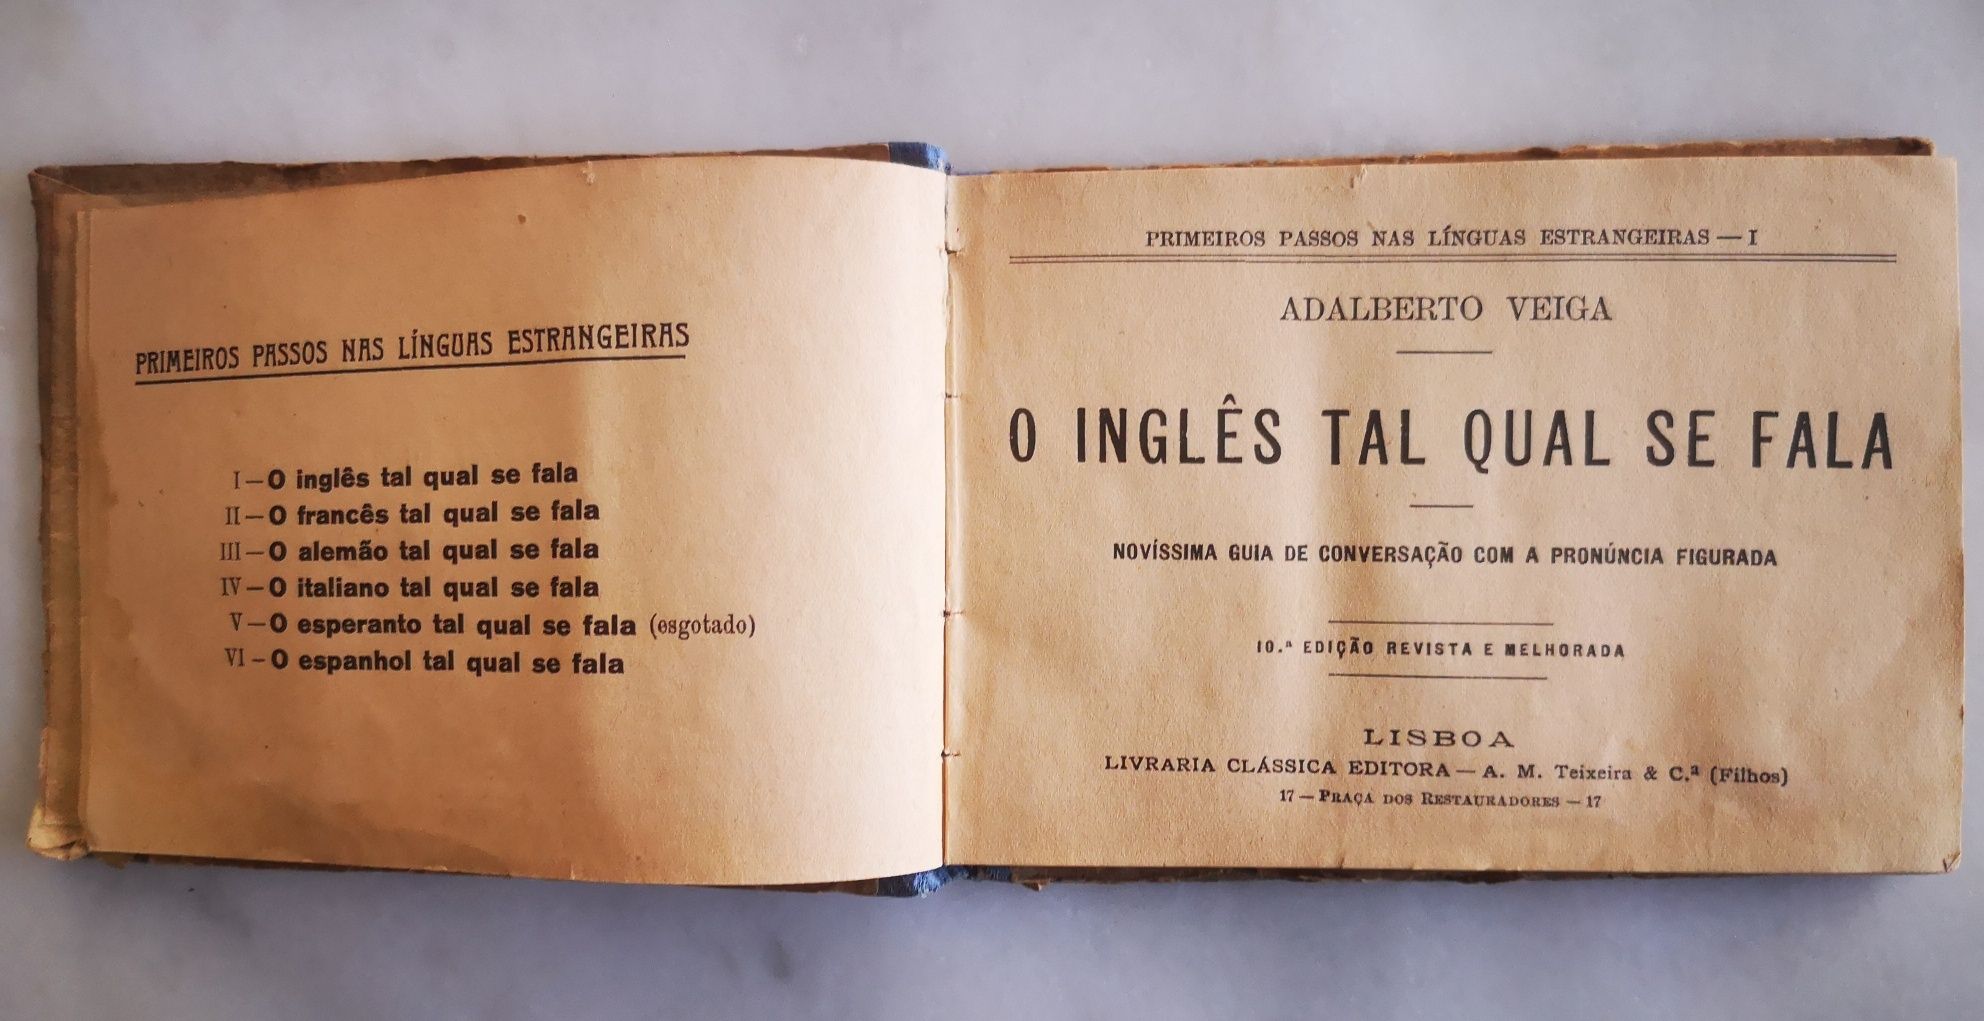 PRIMEIROS PASSOS NAS LÍNGUAS ESTRANGEIRAS
I — O inglês tal qual se fala
II — O francês tal qual se fala
III — O alemão tal qual se fala
IV — O italiano tal qual se fala
V — O esperanto tal qual se fala (esgotado)
VI — O espanhol tal qual se fala
PRIMEIROS PASSOS NAS LÍNGUAS ESTRANGEIRAS — I
ADALBERTO VEIGA
O INGLÊS TAL QUAL SE FALA
NOVÍSSIMA GUIA DE CONVERSAÇÃO COM A PRONÚNCIA FIGURADA
10.ª EDIÇÃO REVISTA E MELHORADA
LISBOA
LIVRARIA CLÁSSICA EDITORA — A. M. Teixeira & C.ª (Filhos)
17 — PRAÇA DOS RESTAURADORES — 17